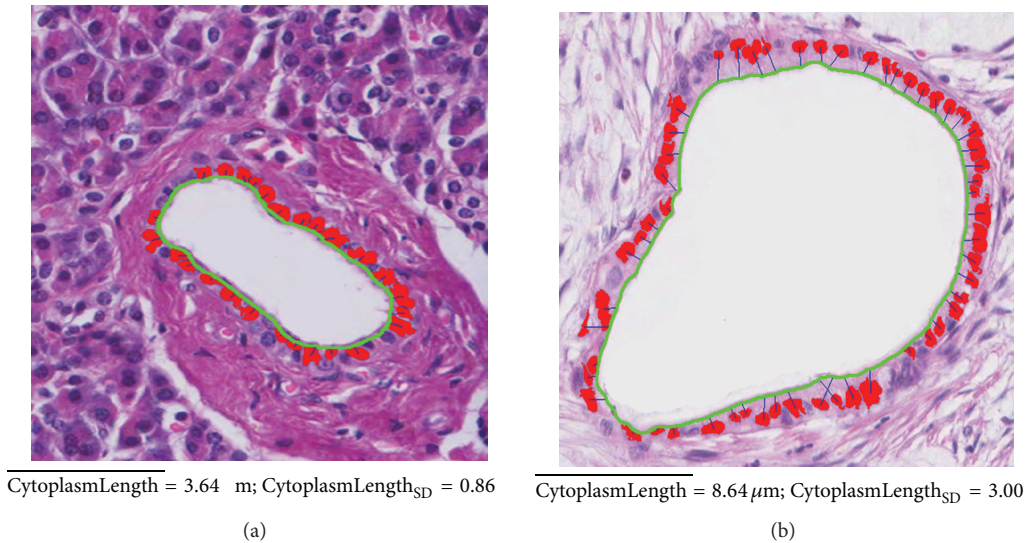 CytoplasmLength = 3.64 m; CytoplasmLength_SD = 0.86
CytoplasmLength = 8.64 μm; CytoplasmLength_SD = 3.00
(a)
(b)